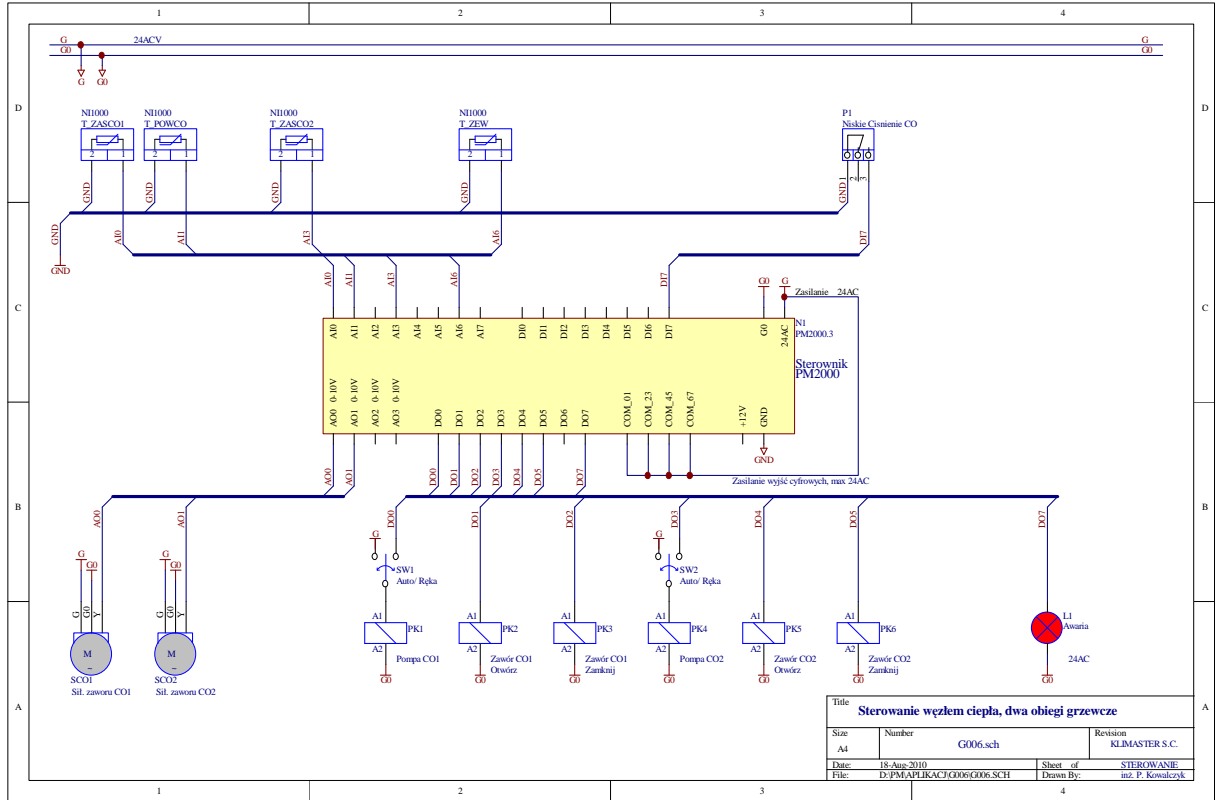 1 2 3 4
G 24ACV G
G0 G0
G G0
D D
NI1000 NI1000 NI1000 NI1000 P1
T_ZASCO1 T_POWCO T_ZASCO2 T_ZEW Niskie Cisnienie CO
2 1 2 1 2 1 2 1
1 2 3
GND GND GND GND GND
GND AI0 AI1 AI3 AI6 DI7
GND
AI0 AI1 AI3 AI6 DI7
G0 G
Zasilanie 24AC
C C
AI0 AI1 AI2 AI3 AI4 AI5 AI6 AI7 DI0 DI1 DI2 DI3 DI4 DI5 DI6 DI7 G0 24AC
N1
PM2000.3
Sterownik
PM2000
AO0 0-10V AO1 0-10V AO2 0-10V AO3 0-10V DO0 DO1 DO2 DO3 DO4 DO5 DO6 DO7 COM_01 COM_23 COM_45 COM_67 +12V GND
GND
AO0 AO1 DO0 DO1 DO2 DO3 DO4 DO5 DO7
Zasilanie wyjść cyfrowych, max 24AC
B B
AO0 AO1 DO0 DO1 DO2 DO3 DO4 DO5 DO7
G G
G G0 G G0
SW1 SW2
Auto/ Ręka Auto/ Ręka
G G0 Y G G0 Y
A1 A1 A1 A1 A1 A1 L1
PK1 PK2 PK3 PK4 PK5 PK6 Awaria
A2 A2 A2 A2 A2 A2
M M
~ ~
Pompa CO1 Zawór CO1 Zawór CO1 Pompa CO2 Zawór CO2 Zawór CO2 24AC
Otwórz Zamknij Otwórz Zamknij
G0 G0 G0 G0 G0 G0 G0
SCO1 SCO2
Sił. zaworu CO1 Sił. zaworu CO2
A A
Title
Sterowanie węzłem ciepła, dwa obiegi grzewcze
Size Number Revision
A4 G006.sch KLIMASTER S.C.
Date: 18-Aug-2010 Sheet of STEROWANIE
File: D:\PM\APLIKACJ\G006\G006.SCH Drawn By: inż. P. Kowalczyk
1 2 3 4